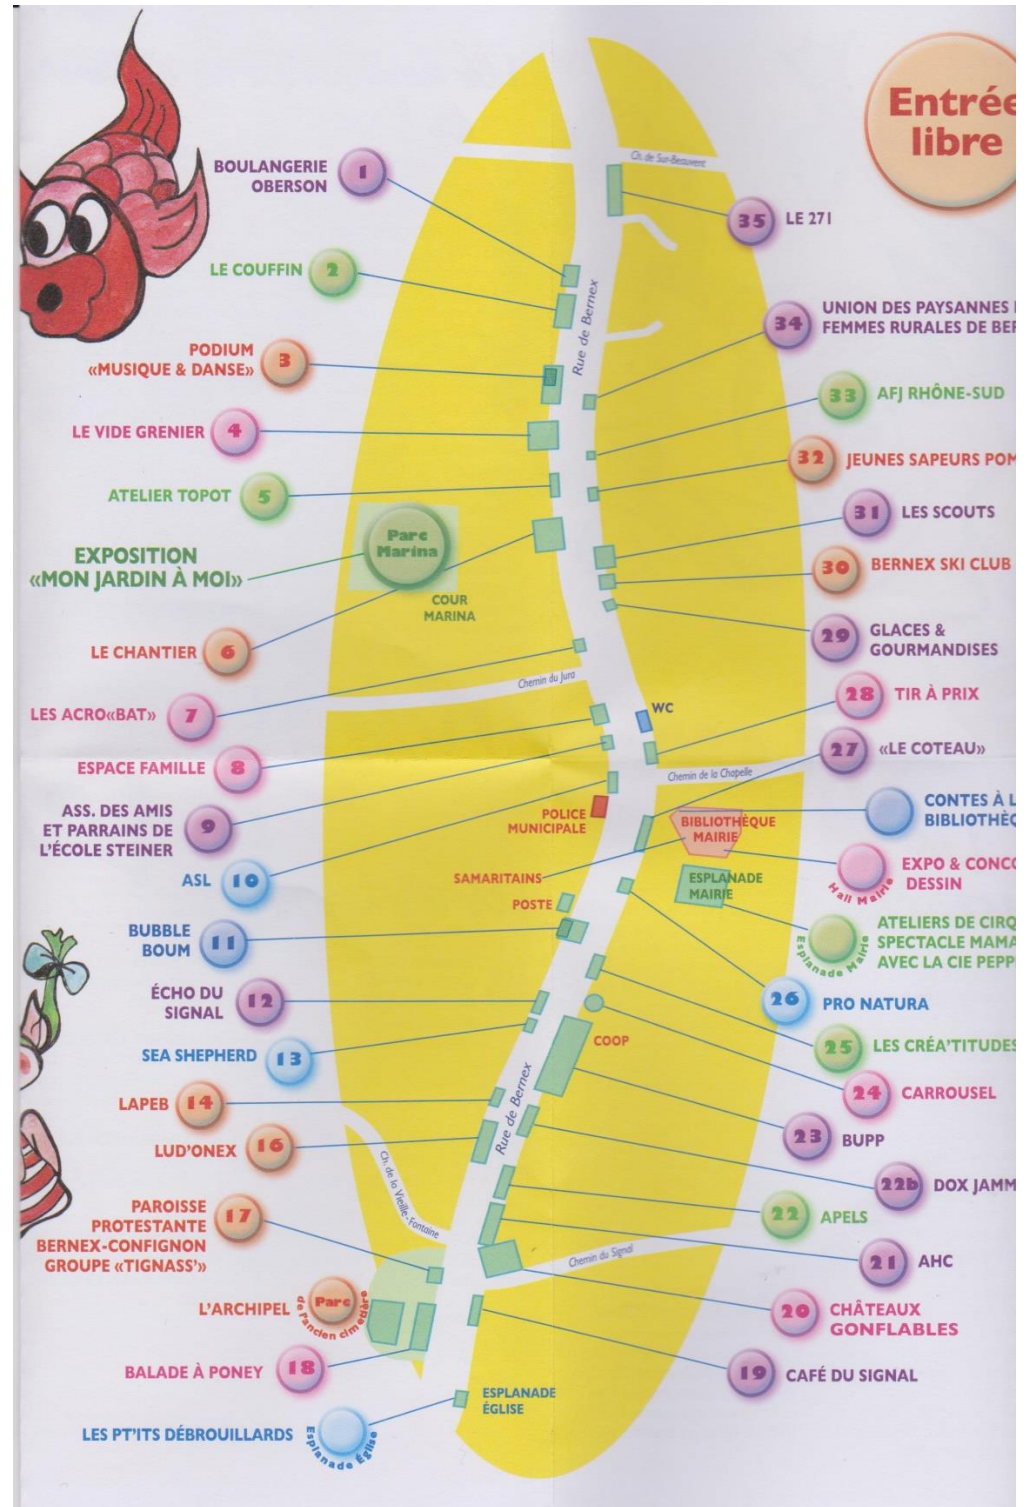 Entrée
libre
Ch. de Sur-Beauvent
BOULANGERIE
OBERSON
1
35
LE 271
LE COUFFIN
2
Rue de Bernex
34
UNION DES PAYSANNES
FEMMES RURALES DE BER
PODIUM
«MUSIQUE & DANSE»
3
33
AFJ RHÔNE-SUD
LE VIDE GRENIER
4
32
JEUNES SAPEURS POM
ATELIER TOPOT
5
31
LES SCOUTS
Parc
Marina
EXPOSITION
«MON JARDIN À MOI»
COUR
MARINA
30
BERNEX SKI CLUB
LE CHANTIER
6
29
GLACES &
GOURMANDISES
Chemin du Jura
LES ACRO«BAT»
7
WC
28
TIR À PRIX
ESPACE FAMILLE
8
27
«LE COTEAU»
Chemin de la Chapelle
ASS. DES AMIS
ET PARRAINS DE
L'ÉCOLE STEINER
9
POLICE
MUNICIPALE
BIBLIOTHÈQUE
MAIRIE
CONTES À L
BIBLIOTHÈQ
ASL
10
SAMARITAINS
ESPLANADE
MAIRIE
EXPO & CONCO
DESSIN
Hall Mairie
POSTE
BUBBLE
BOUM
11
ATELIERS DE CIRQ
SPECTACLE MAMA
AVEC LA CIE PEPP
Esplanade Mairie
ÉCHO DU
SIGNAL
12
26
PRO NATURA
SEA SHEPHERD
13
COOP
25
LES CRÉA'TITUDES
LAPEB
14
Rue de Bernex
24
CARROUSEL
LUD'ONEX
16
23
BUPP
Ch. de la Vieille-Fontaine
22b
DOX JAMM
PAROISSE
PROTESTANTE
BERNEX-CONFIGNON
GROUPE «TIGNASS'»
17
22
APELS
Chemin du Signal
21
AHC
L'ARCHIPEL
Parc
de l'ancien cimetière
20
CHÂTEAUX
GONFLABLES
BALADE À PONEY
18
19
CAFÉ DU SIGNAL
ESPLANADE
ÉGLISE
LES PT'ITS DÉBROUILLARDS
Esplanade Église